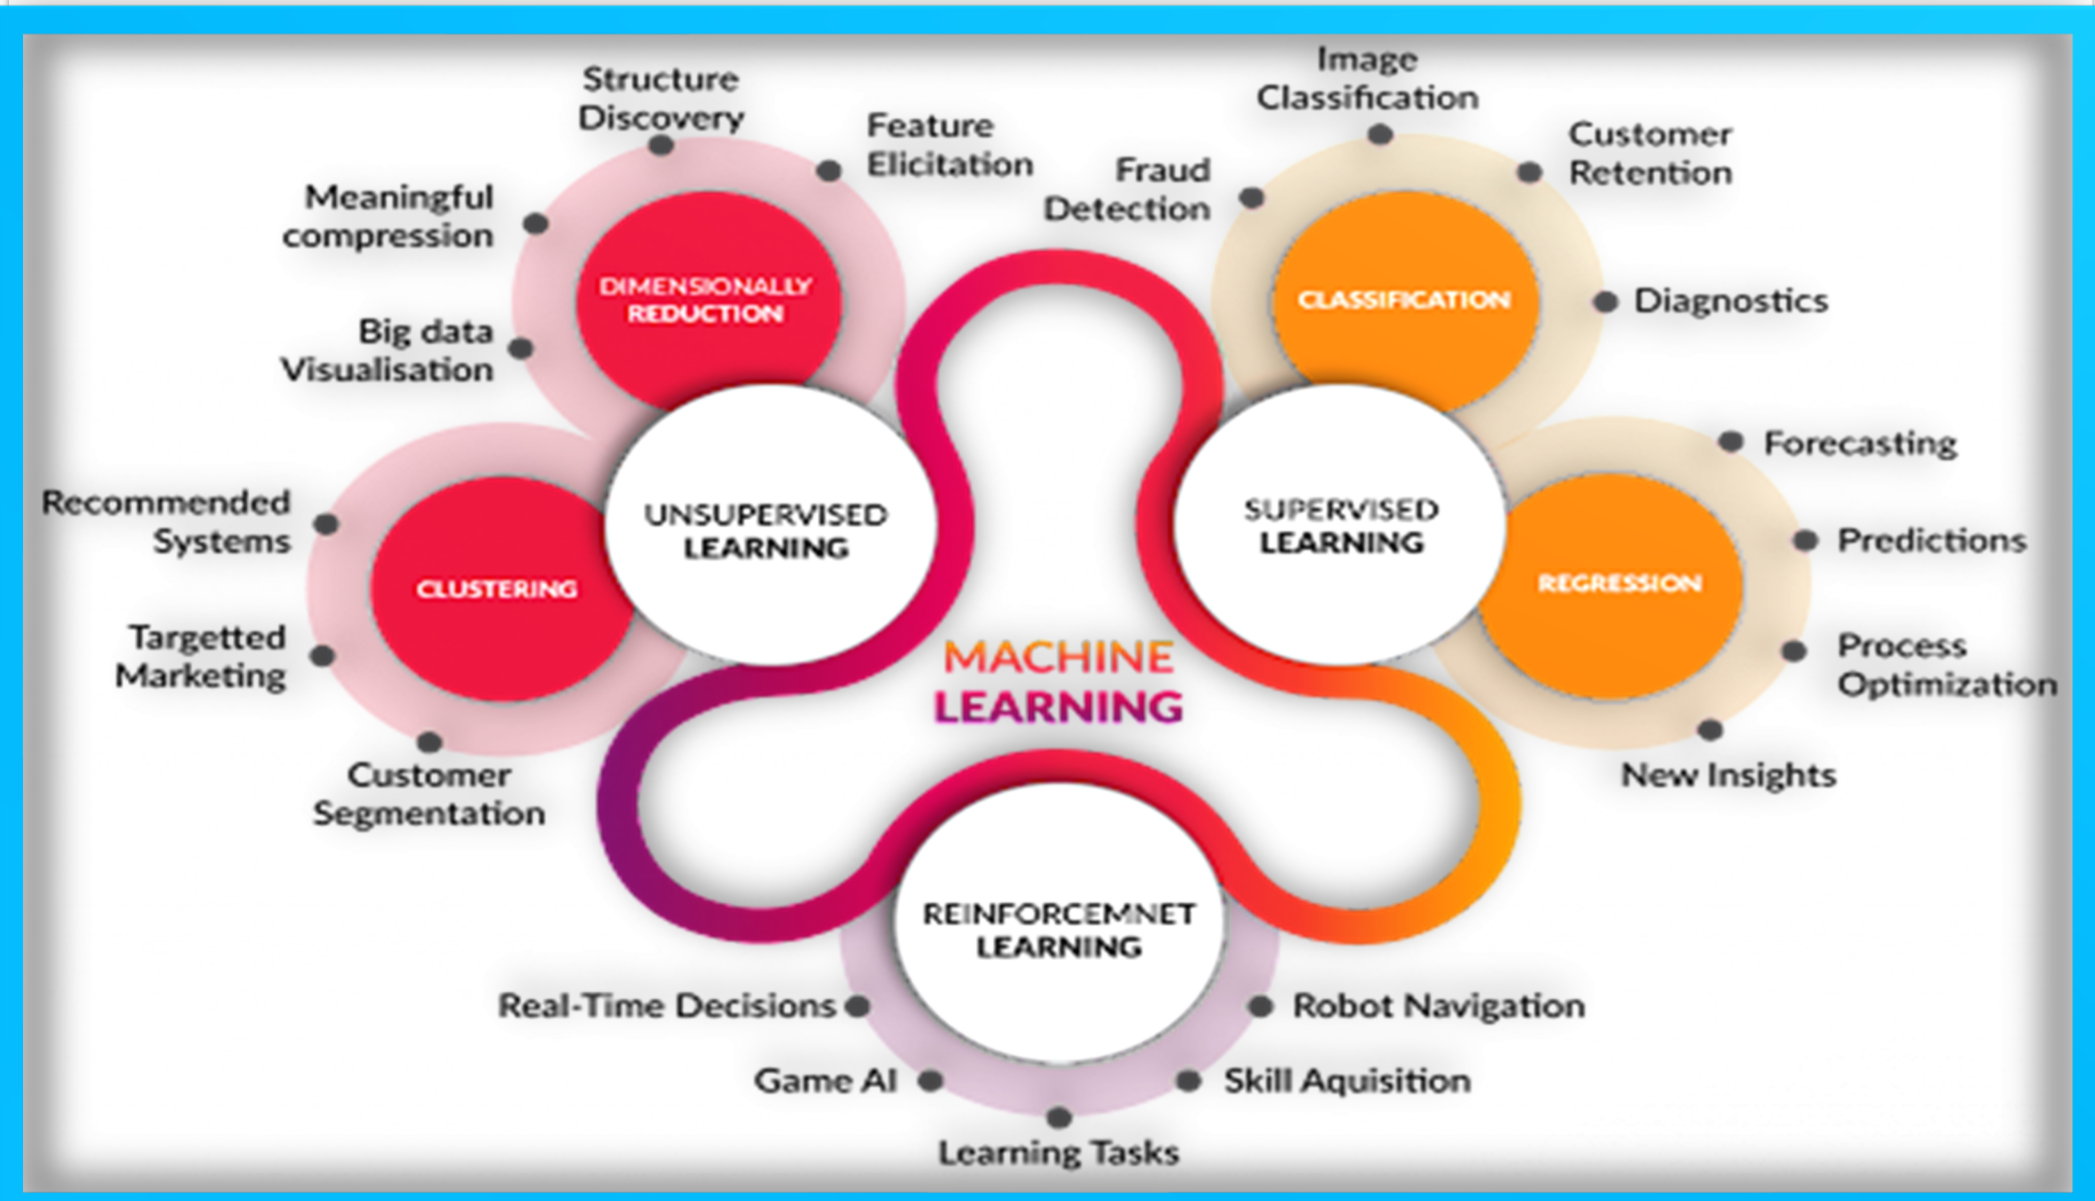 Structure
Discovery
Feature
Elicitation
Meaningful
compression
Big data
Visualisation
DIMENSIONALLY
REDUCTION
Recommended
Systems
Targetted
Marketing
Customer
Segmentation
CLUSTERING
UNSUPERVISED
LEARNING
Image
Classification
Fraud
Detection
Customer
Retention
Diagnostics
CLASSIFICATION
SUPERVISED
LEARNING
REGRESSION
Forecasting
Predictions
Process
Optimization
New Insights
MACHINE
LEARNING
REINFORCEMNET
LEARNING
Real-Time Decisions
Game AI
Learning Tasks
Skill Aquisition
Robot Navigation